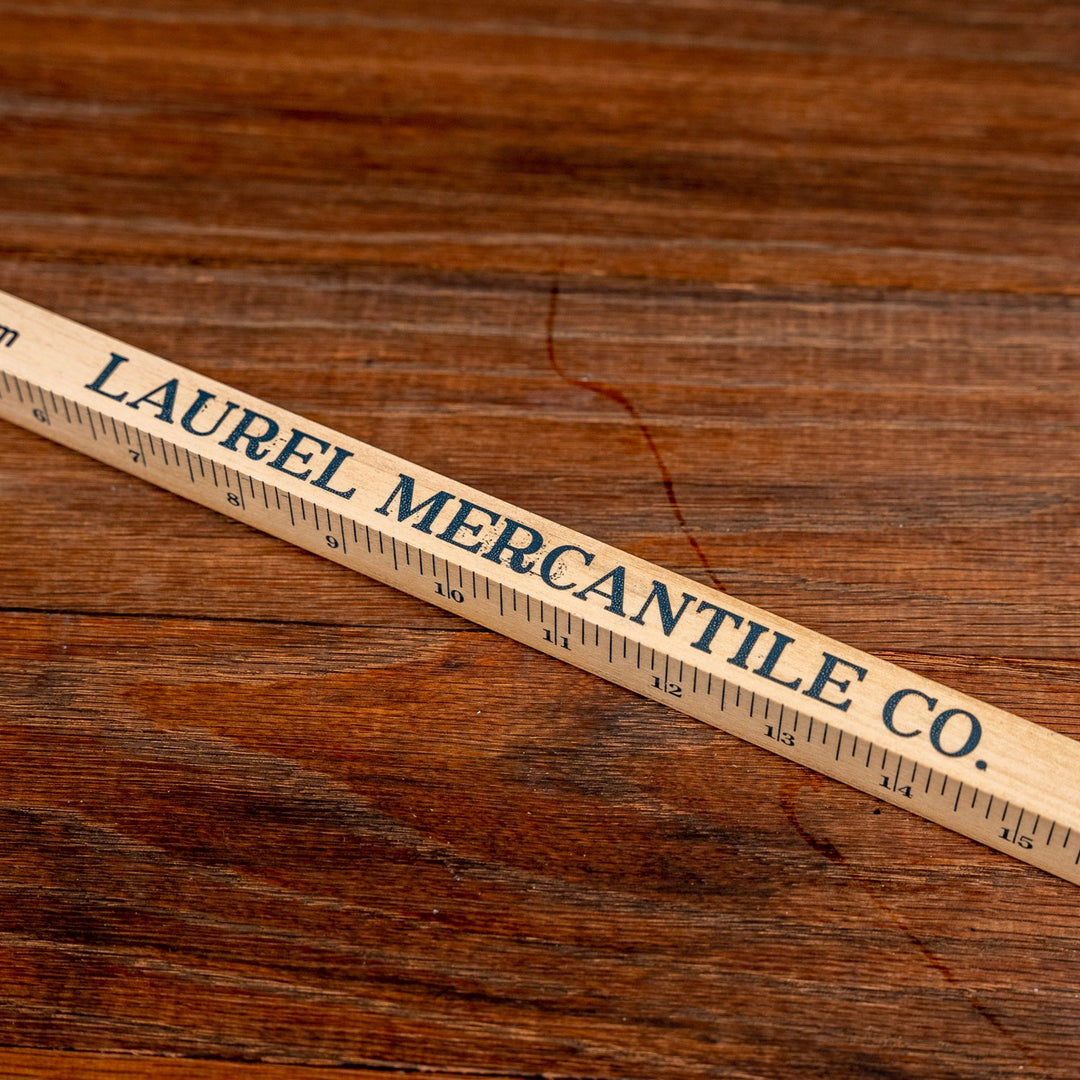 m
LAUREL MERCANTILE CO.
6 7 8 9 10 11 12 13 14 15